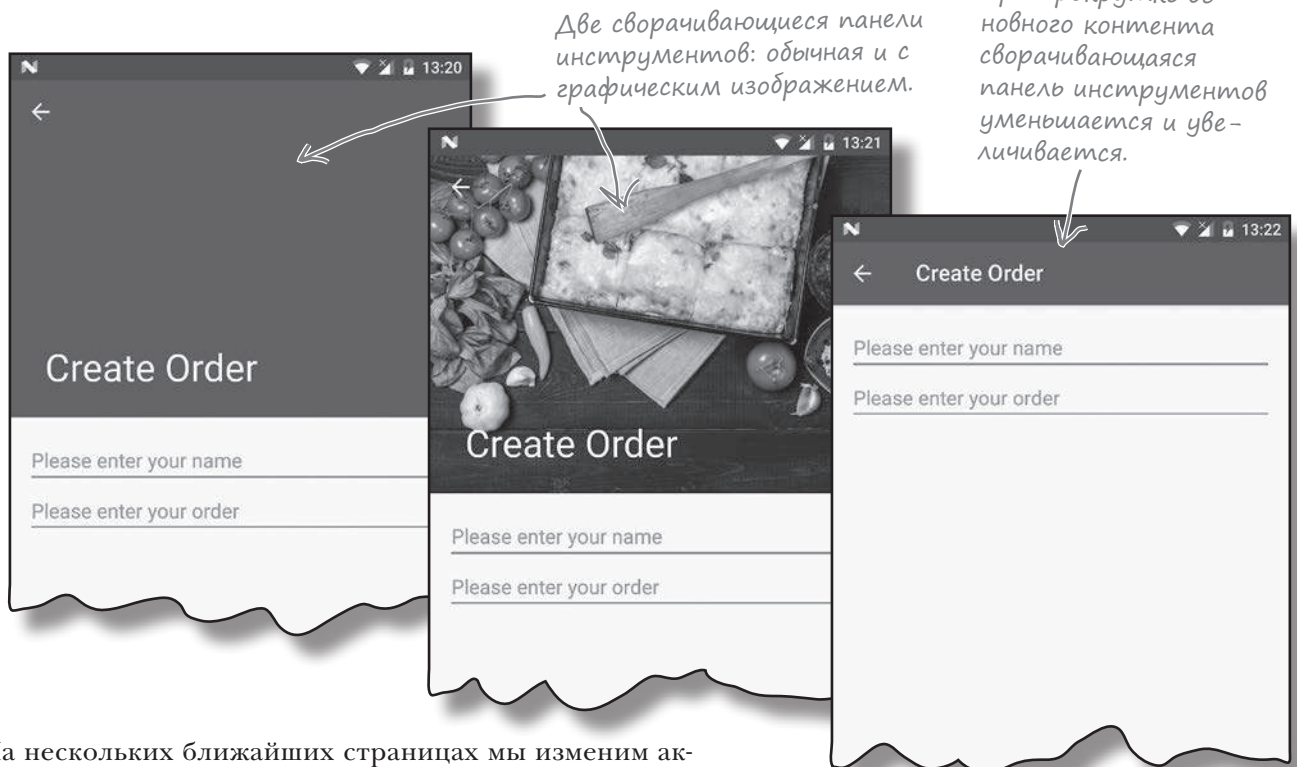 Две сворачивающиеся панели
инструментов: обычная и с
графическим изображением.
новного контента
сворачивающаяся
панель инструментов
уменьшается и уве-
личивается.
13:20
Create Order
Please enter your name
Please enter your order
13:21
Create Order
Please enter your name
Please enter your order
13:22
Create Order
Please enter your name
Please enter your order
на нескольких ближайших страницах мы изменим ак-